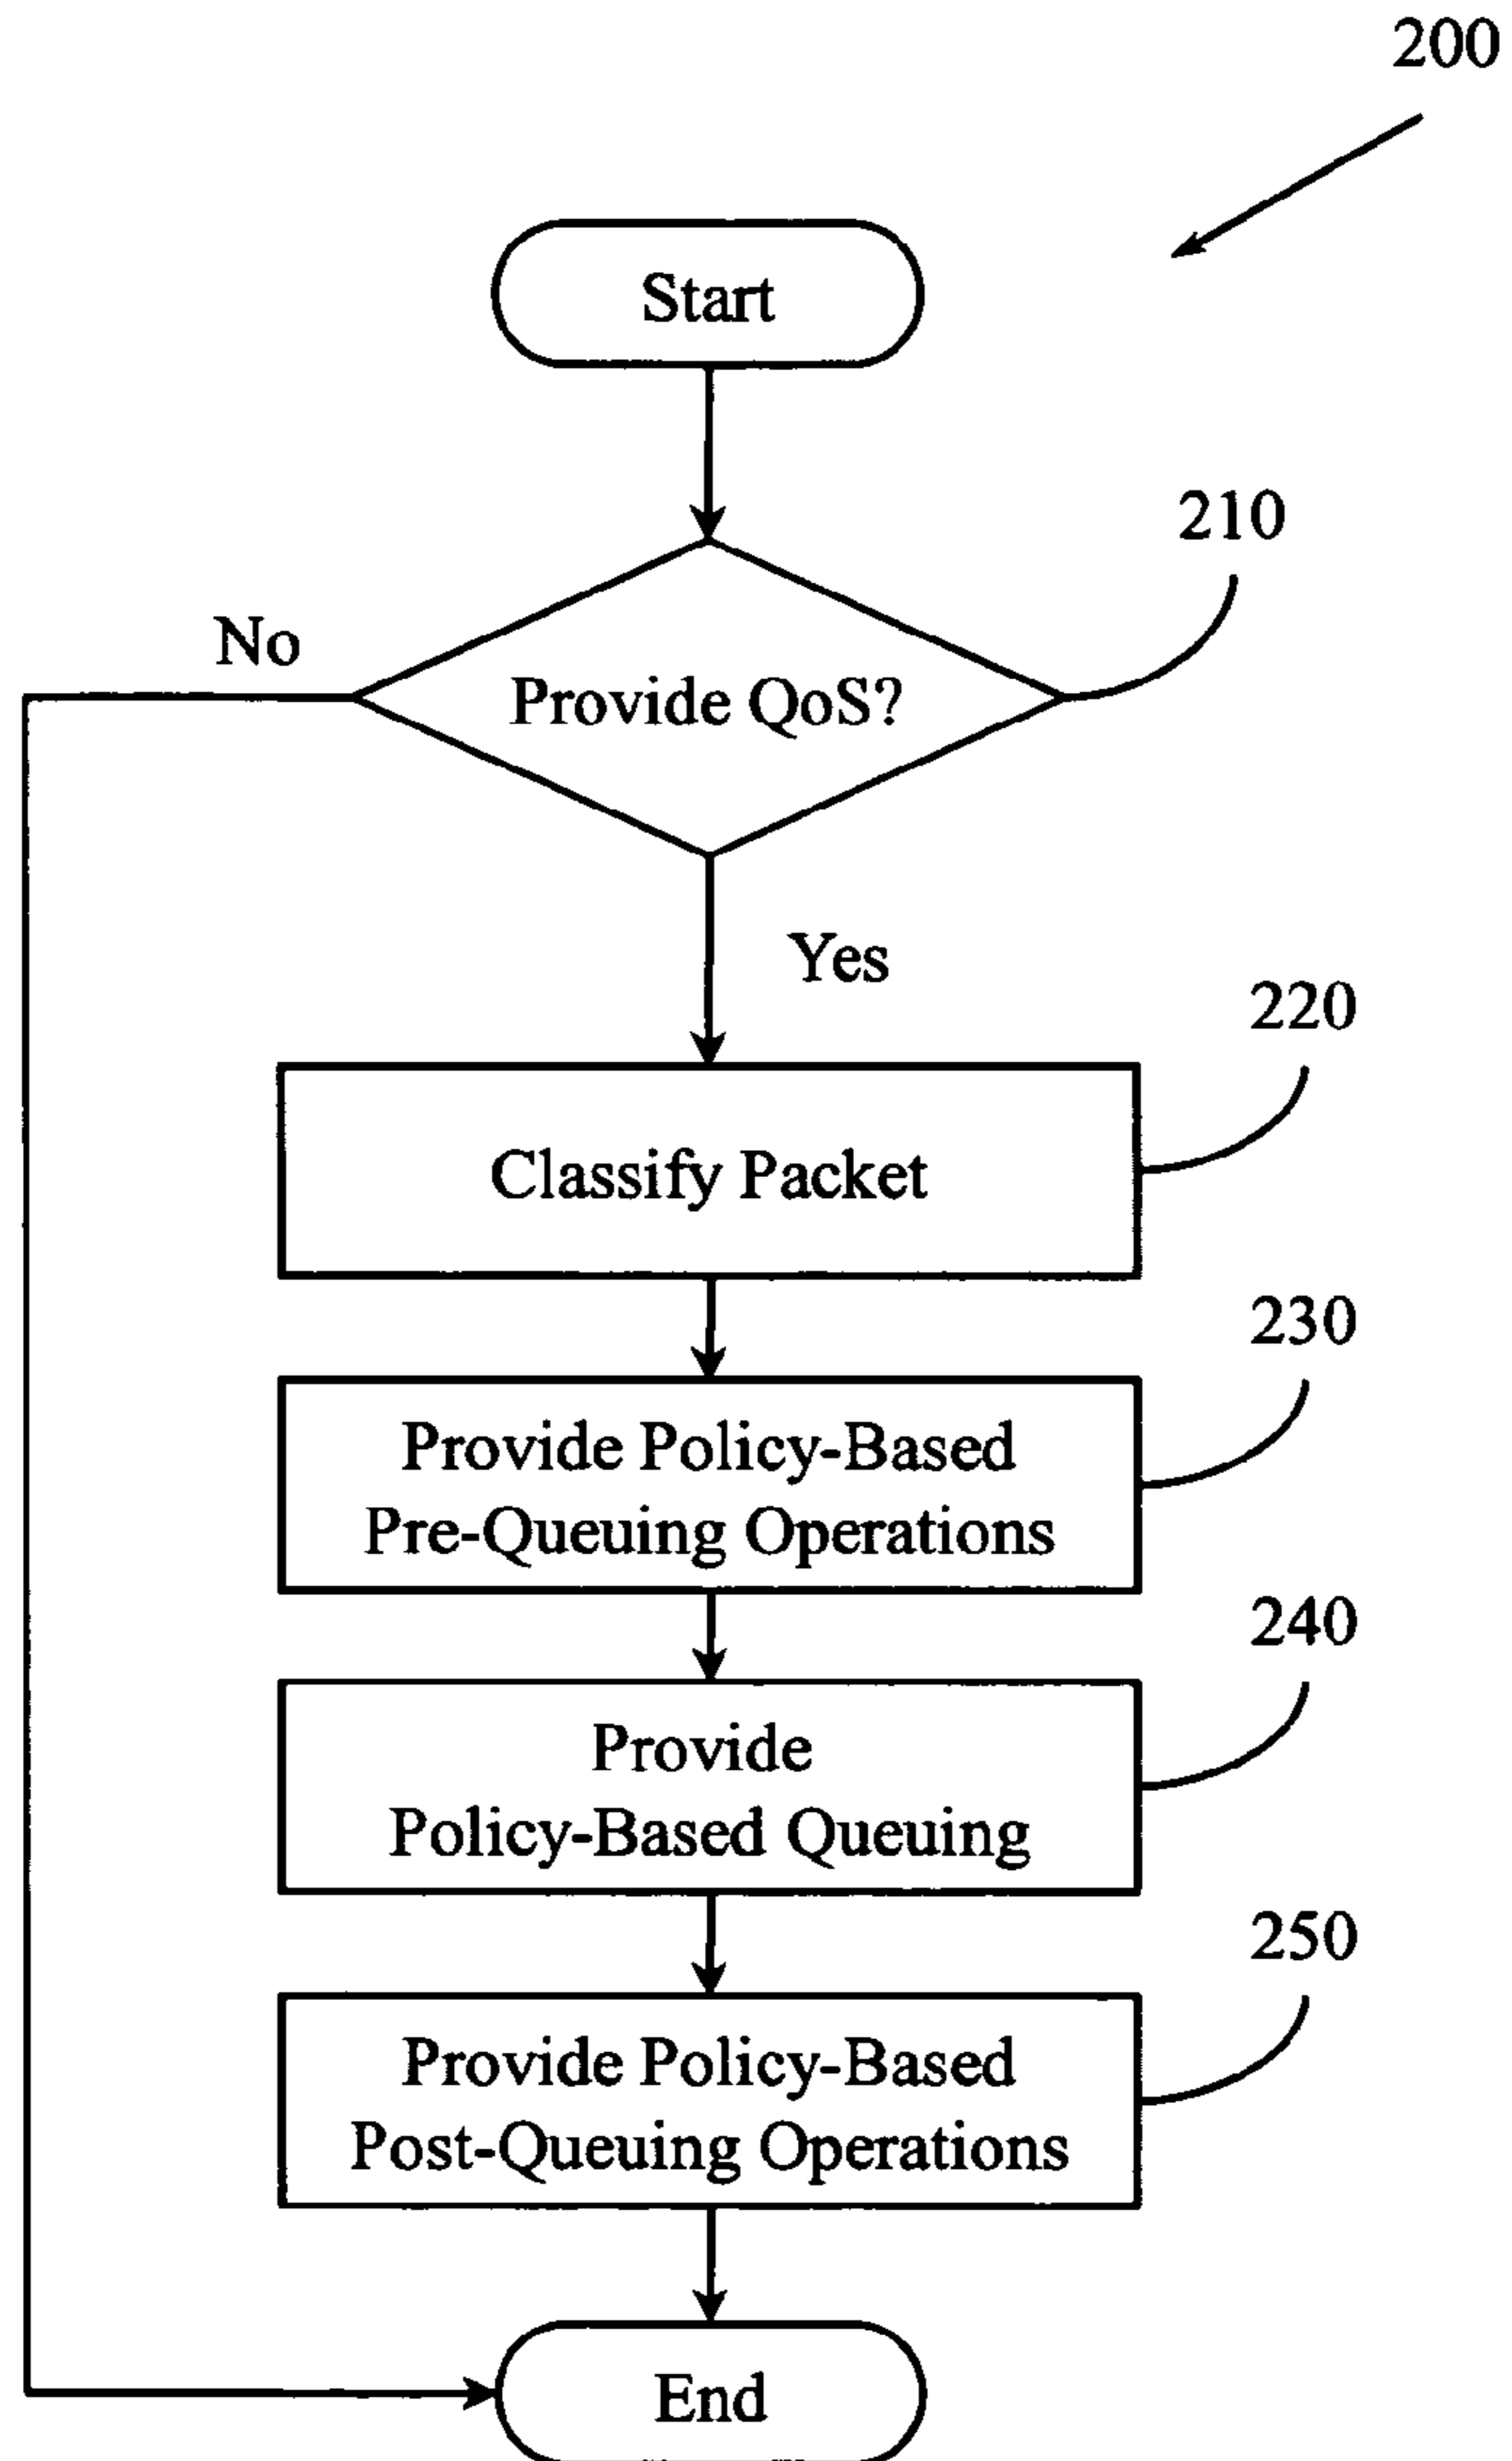 200
Start
210
No
Provide QoS?
Yes
220
Classify Packet
230
Provide Policy-Based
Pre-Queuing Operations
240
Provide
Policy-Based Queuing
250
Provide Policy-Based
Post-Queuing Operations
End